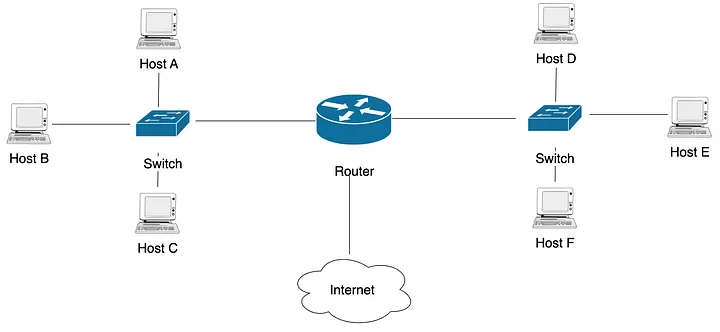 Host A
Host D
Host B
Switch
Router
Switch
Host E
Host C
Host F
Internet